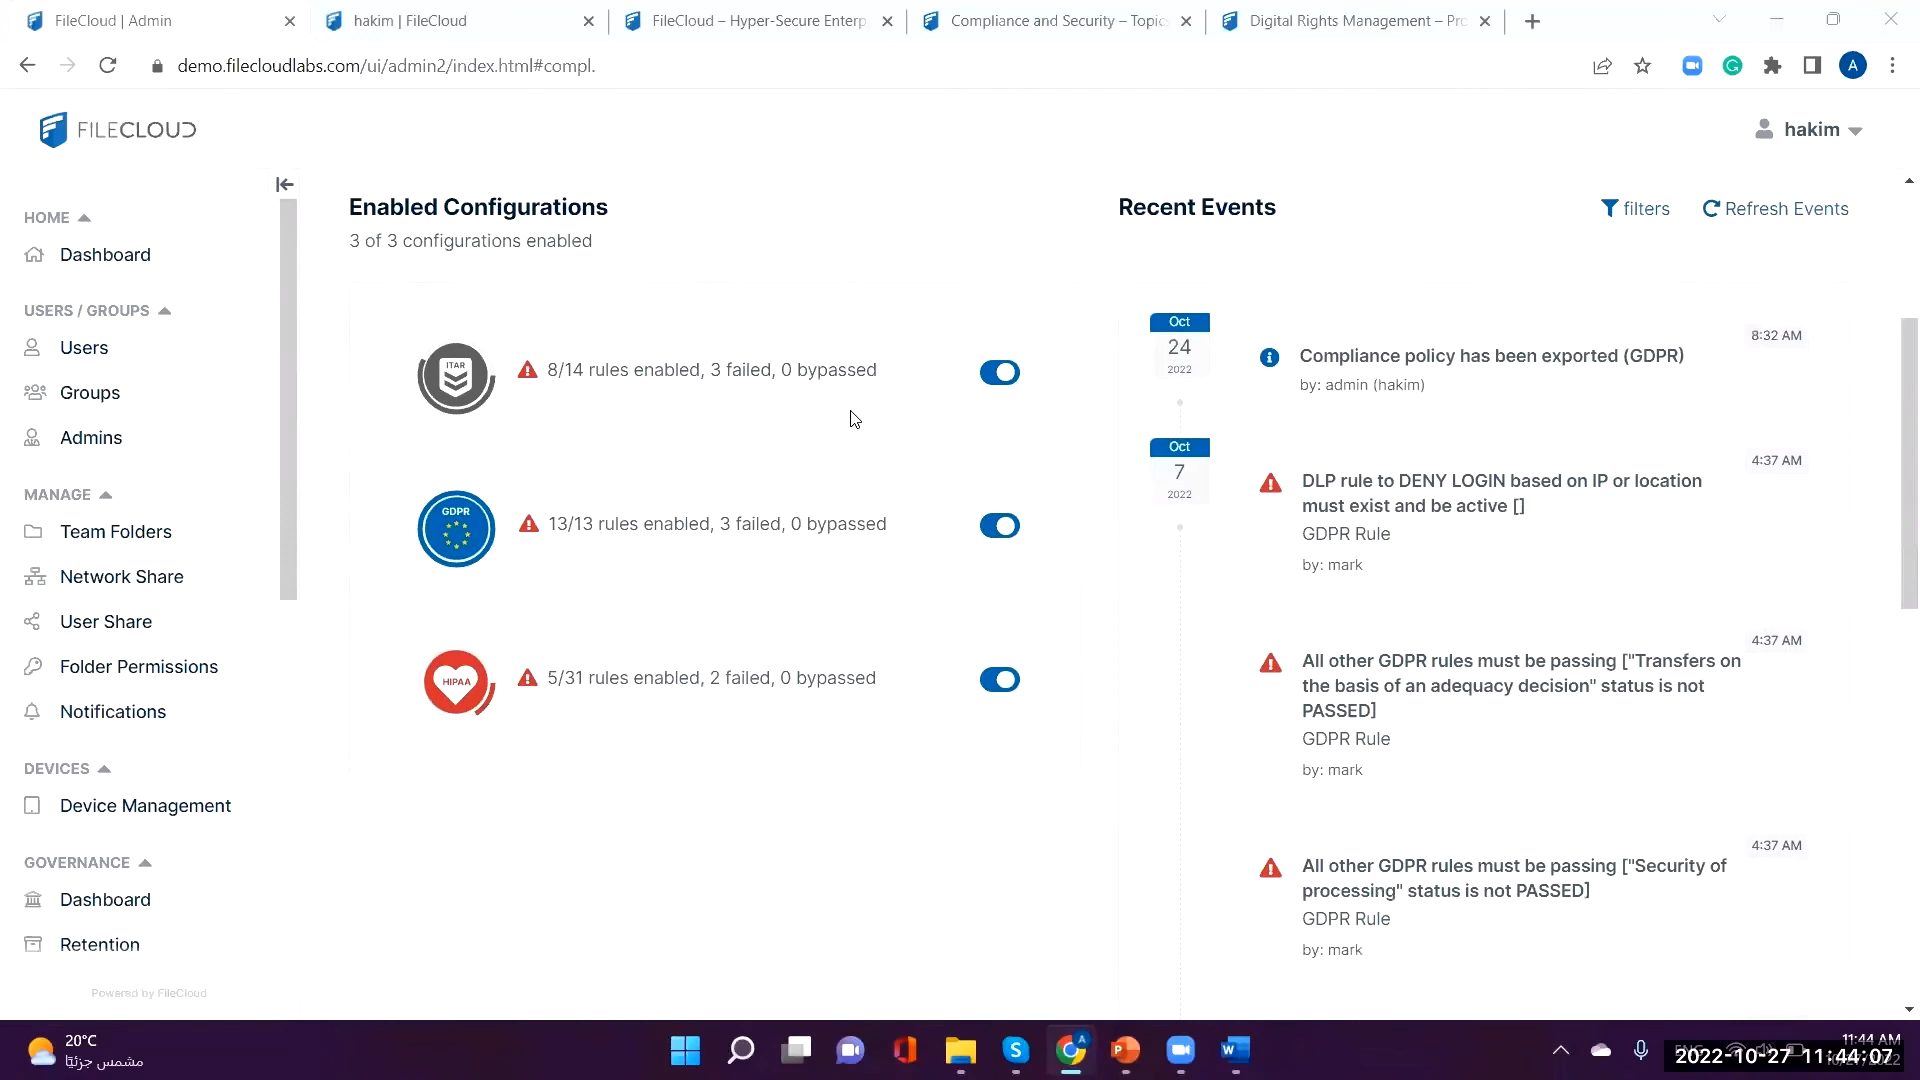 FileCloud | Admin
hakim | FileCloud
FileCloud – Hyper-Secure Enterp
Compliance and Security – Topics
Digital Rights Management – Pro
demo.filecloudlabs.com/ui/admin2/index.html#compl.
A
FILECLOUD
hakim
HOME
Dashboard
USERS / GROUPS
Users
Groups
Admins
MANAGE
Team Folders
Network Share
User Share
Folder Permissions
Notifications
DEVICES
Device Management
GOVERNANCE
Dashboard
Retention
Powered by FileCloud
Enabled Configurations
3 of 3 configurations enabled
ITAR
8/14 rules enabled, 3 failed, 0 bypassed
GDPR
13/13 rules enabled, 3 failed, 0 bypassed
HIPAA
5/31 rules enabled, 2 failed, 0 bypassed
Recent Events
filters
Refresh Events
Oct
24
2022
8:32 AM
Compliance policy has been exported (GDPR)
by: admin (hakim)
Oct
7
2022
4:37 AM
DLP rule to DENY LOGIN based on IP or location
must exist and be active []
GDPR Rule
by: mark
4:37 AM
All other GDPR rules must be passing ["Transfers on
the basis of an adequacy decision" status is not
PASSED]
GDPR Rule
by: mark
4:37 AM
All other GDPR rules must be passing ["Security of
processing" status is not PASSED]
GDPR Rule
by: mark
20°C
مشمس جزئيًا
11:44 AM
2022-10-27 11:44:07